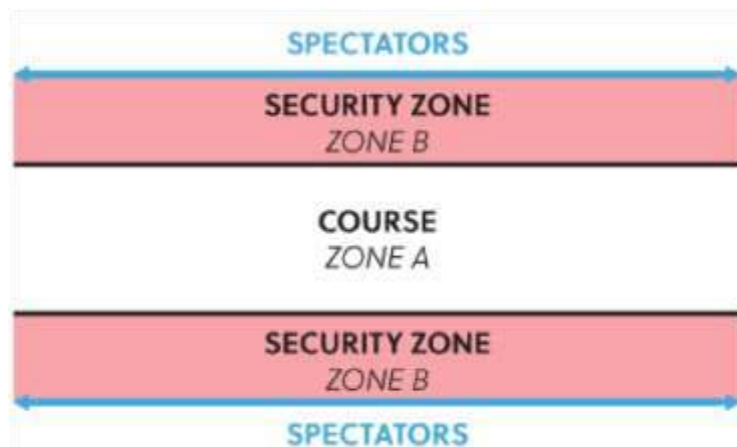 SPECTATORS
SECURITY ZONE
ZONE B
COURSE
ZONE A
SECURITY ZONE
ZONE B
SPECTATORS